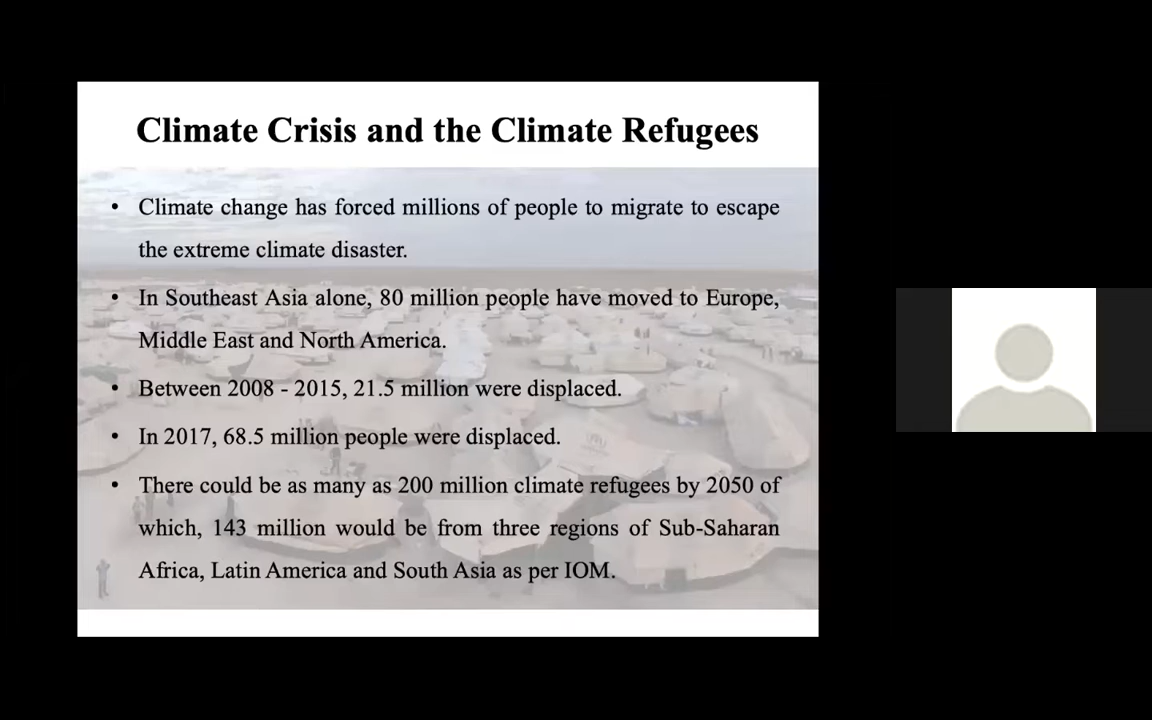 Climate Crisis and the Climate Refugees
• Climate change has forced millions of people to migrate to escape
the extreme climate disaster.
• In Southeast Asia alone, 80 million people have moved to Europe,
Middle East and North America.
• Between 2008 - 2015, 21.5 million were displaced.
• In 2017, 68.5 million people were displaced.
• There could be as many as 200 million climate refugees by 2050 of
which, 143 million would be from three regions of Sub-Saharan
Africa, Latin America and South Asia as per IOM.